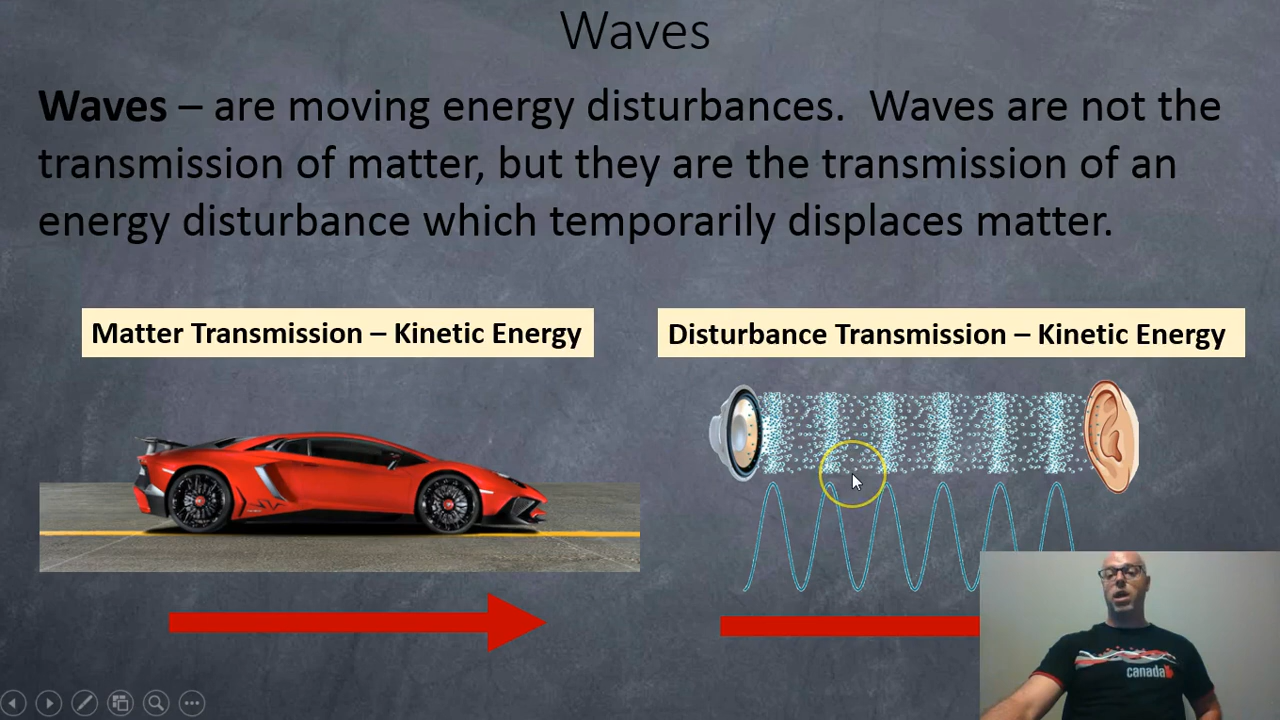 Waves
Waves – are moving energy disturbances.  Waves are not the
transmission of matter, but they are the transmission of an
energy disturbance which temporarily displaces matter.
Matter Transmission – Kinetic Energy
Disturbance Transmission – Kinetic Energy
canada